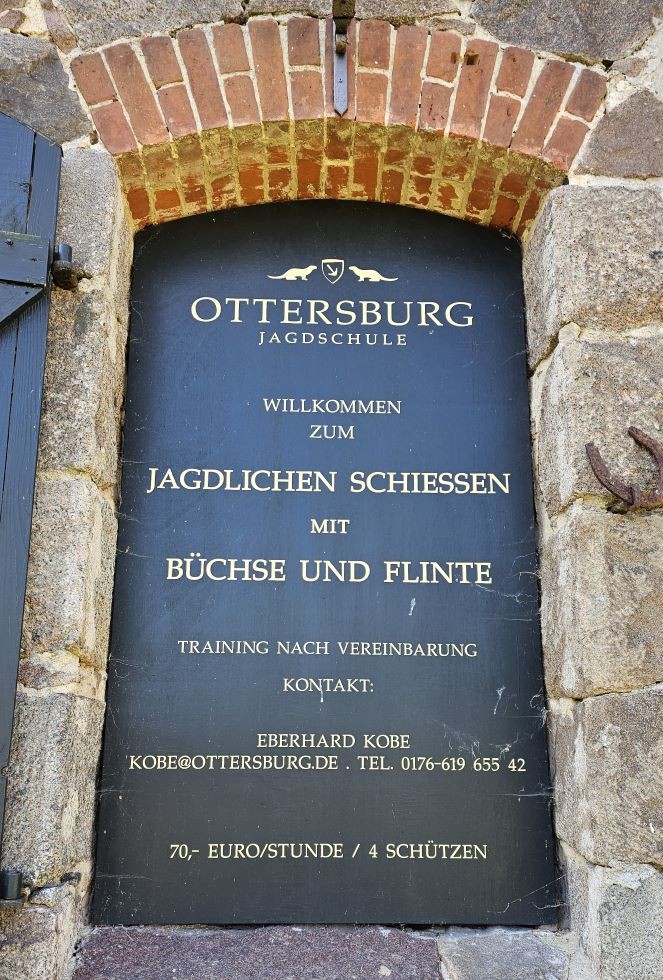 OTTERSBURG
JAGDSCHULE
WILLKOMMEN
ZUM
JAGDLICHEN SCHIESSEN
MIT
BÜCHSE UND FLINTE
TRAINING NACH VEREINBARUNG
KONTAKT:
EBERHARD KOBE
KOBE@OTTERSBURG.DE . TEL. 0176-619 655 42
70,- EURO/STUNDE / 4 SCHÜTZEN